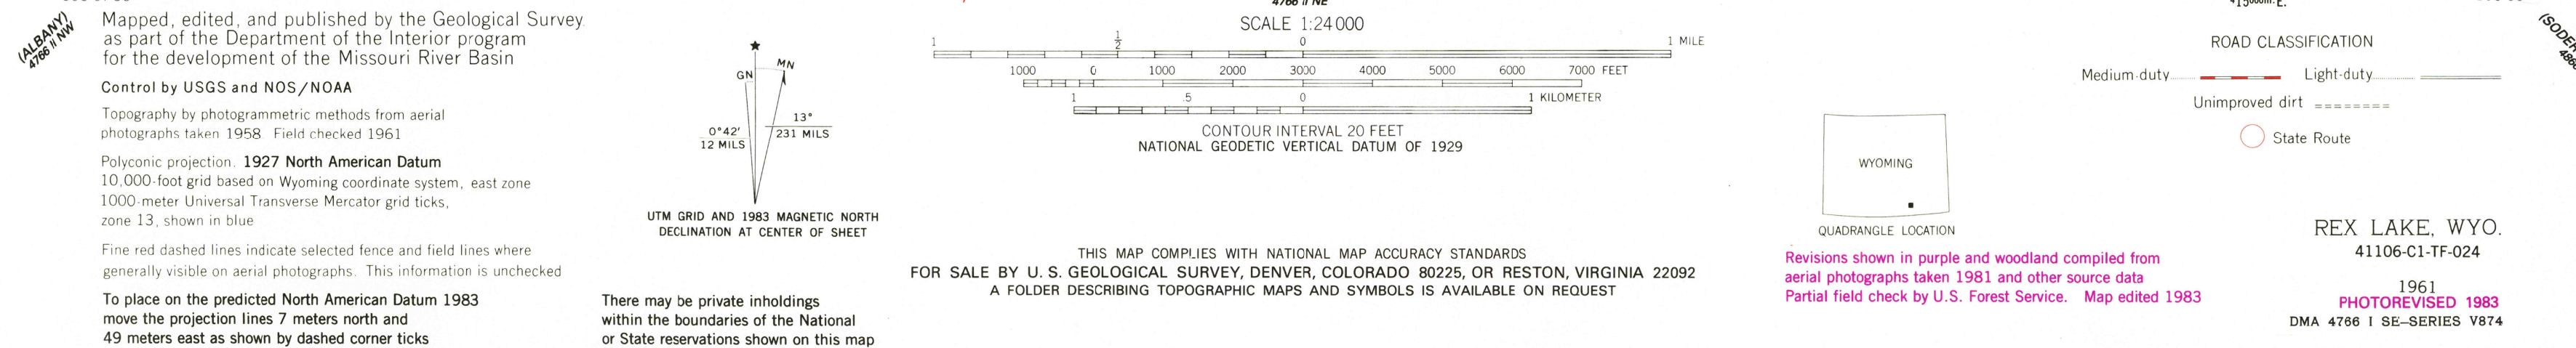 (ALBANY)
4766 II NW
Mapped, edited, and published by the Geological Survey
as part of the Department of the Interior program
for the development of the Missouri River Basin
Control by USGS and NOS/NOAA
Topography by photogrammetric methods from aerial
photographs taken 1958   Field checked 1961
Polyconic projection.  1927 North American Datum
10,000-foot grid based on Wyoming coordinate system, east zone
1000-meter Universal Transverse Mercator grid ticks,
zone 13, shown in blue
Fine red dashed lines indicate selected fence and field lines where
generally visible on aerial photographs.  This information is unchecked
To place on the predicted North American Datum 1983
move the projection lines 7 meters north and
49 meters east as shown by dashed corner ticks
GN
MN
0°42′
12 MILS
13°
231 MILS
UTM GRID AND 1983 MAGNETIC NORTH
DECLINATION AT CENTER OF SHEET
There may be private inholdings
within the boundaries of the National
or State reservations shown on this map
4766 II NE
SCALE 1:24 000
1 ½ 0 1 MILE
1000 0 1000 2000 3000 4000 5000 6000 7000 FEET
1 .5 0 1 KILOMETER
CONTOUR INTERVAL 20 FEET
NATIONAL GEODETIC VERTICAL DATUM OF 1929
THIS MAP COMPLIES WITH NATIONAL MAP ACCURACY STANDARDS
FOR SALE BY U. S. GEOLOGICAL SURVEY, DENVER, COLORADO 80225, OR RESTON, VIRGINIA 22092
A FOLDER DESCRIBING TOPOGRAPHIC MAPS AND SYMBOLS IS AVAILABLE ON REQUEST
WYOMING
QUADRANGLE LOCATION
Revisions shown in purple and woodland compiled from
aerial photographs taken 1981 and other source data
Partial field check by U.S. Forest Service.   Map edited 1983
ROAD CLASSIFICATION
Medium-duty Light-duty
Unimproved dirt
State Route
REX LAKE, WYO.
41106-C1-TF-024
1961
PHOTOREVISED 1983
DMA 4766 I SE–SERIES V874